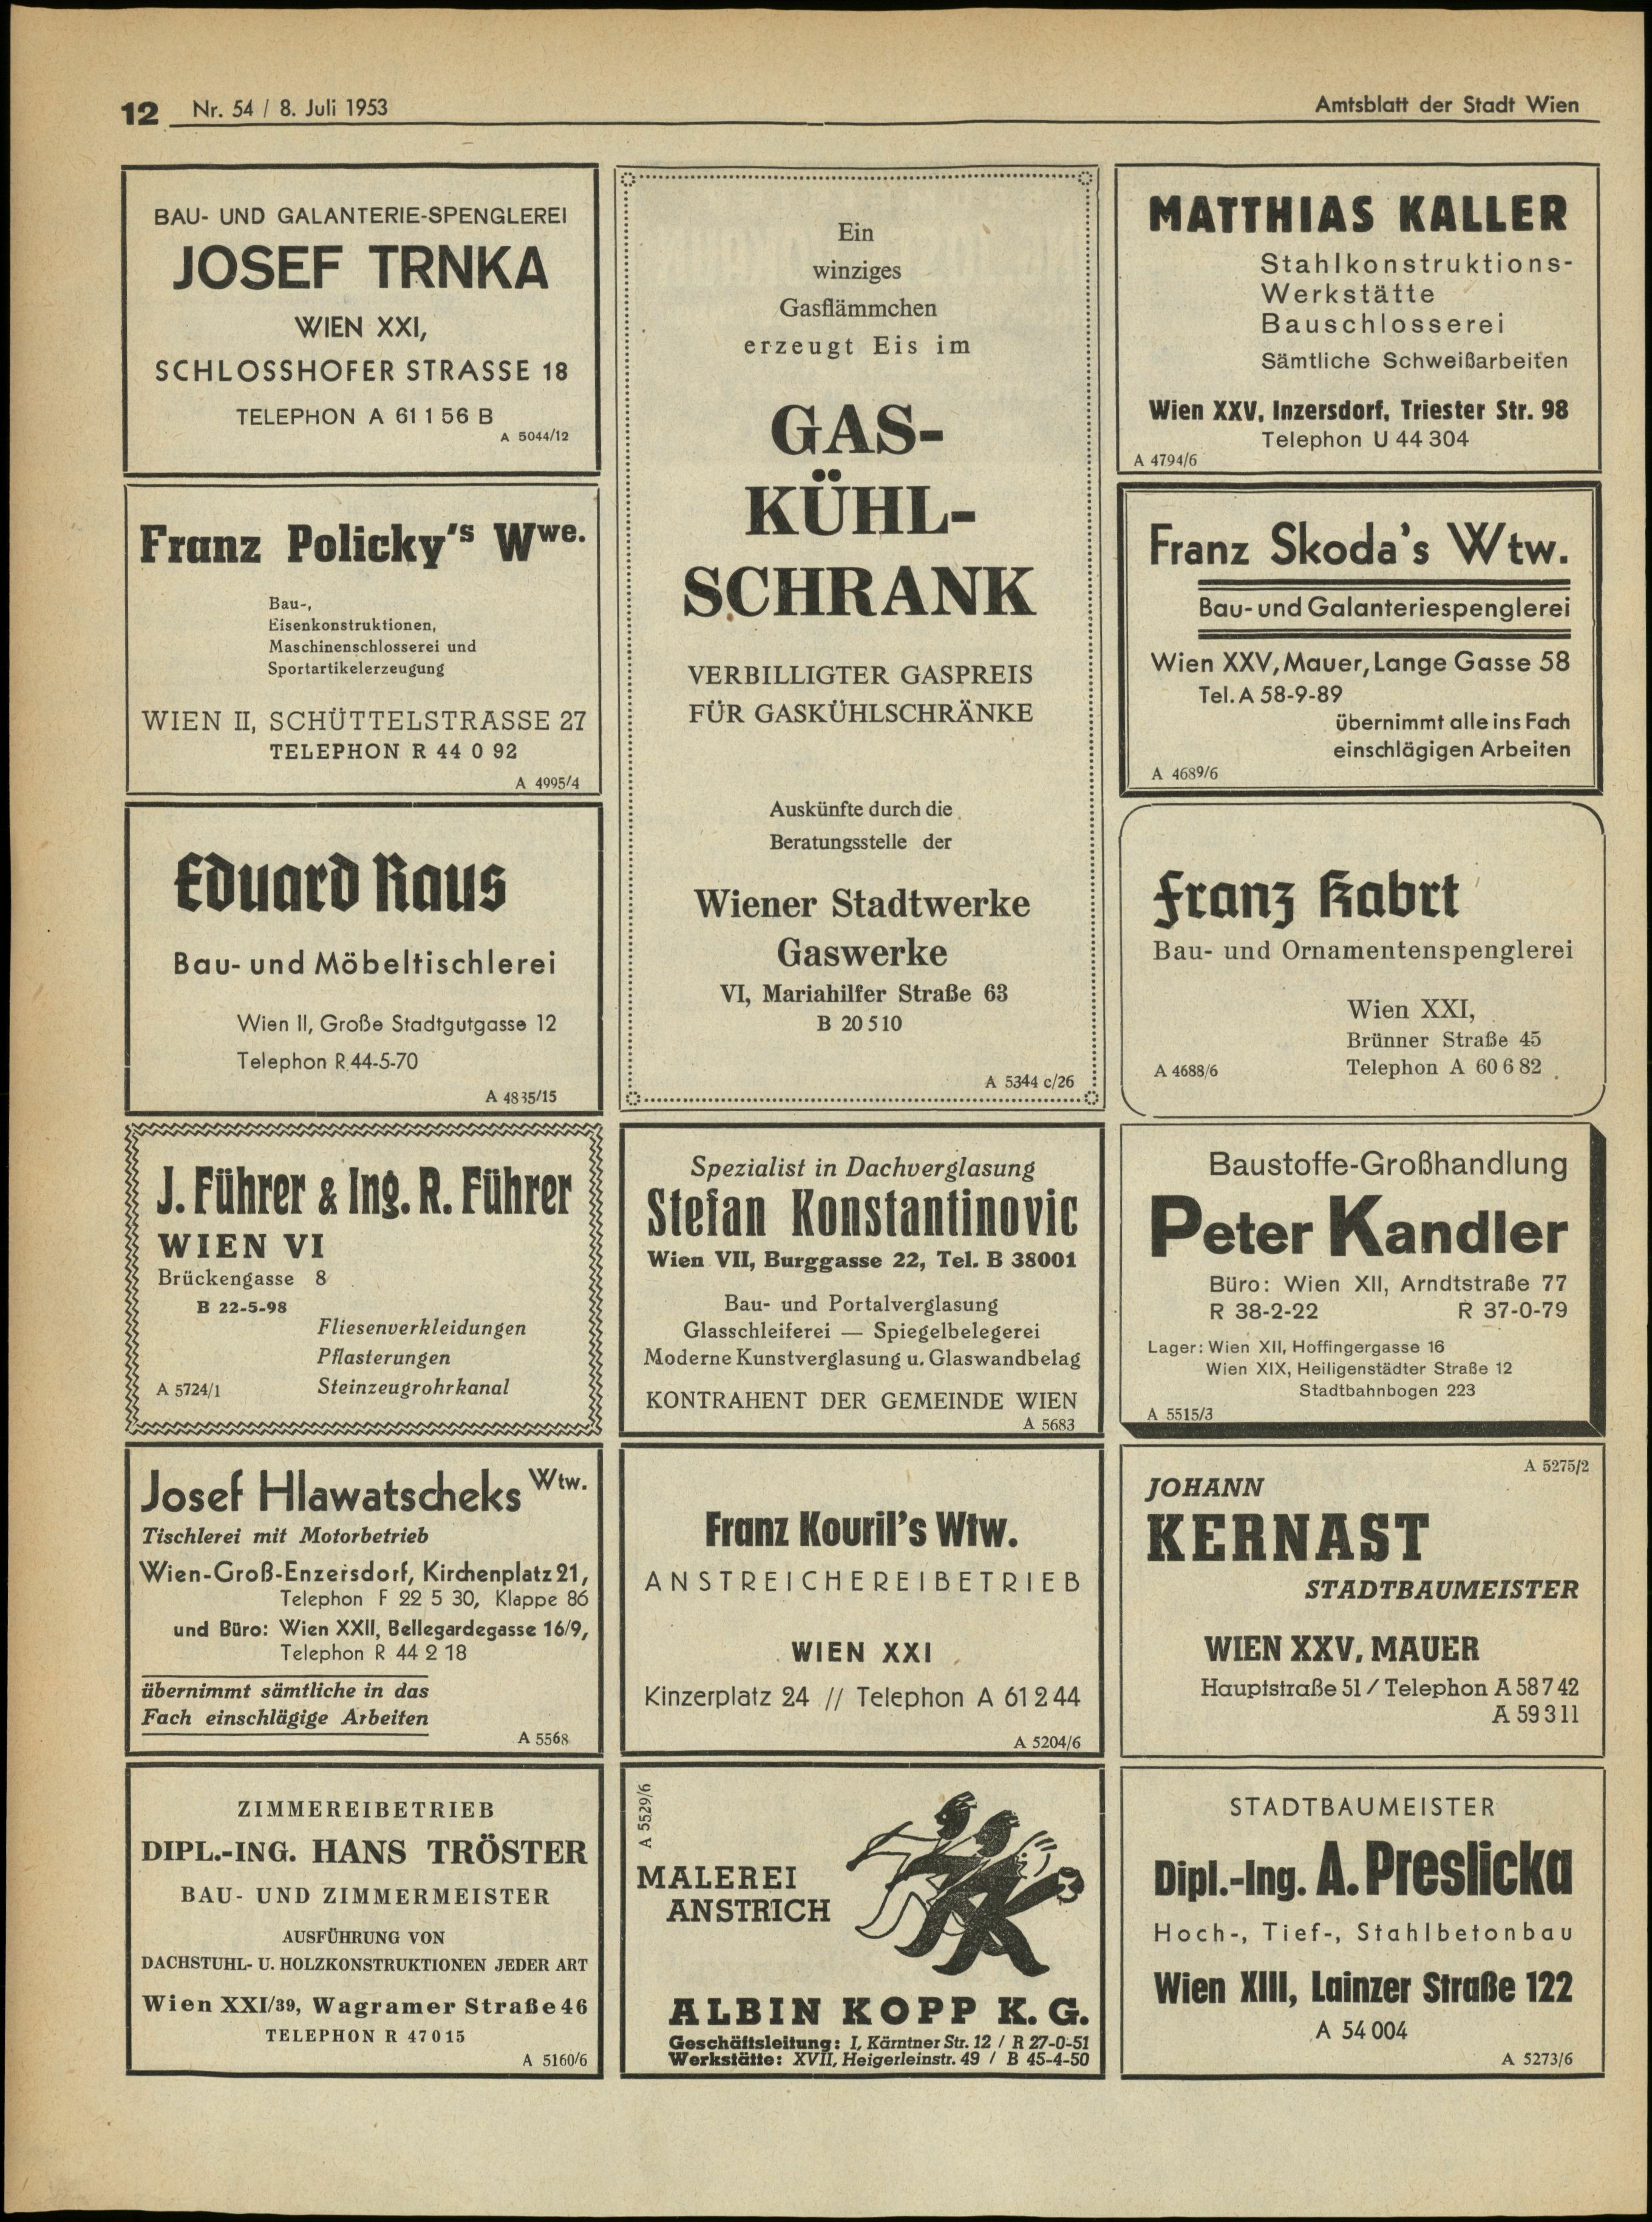 12 Nr. 54 / 8. Juli 1953
Amtsblatt der Stadt Wien
BAU- UND GALANTERIE-SPENGLEREI
JOSEF TRNKA
WIEN XXI,
SCHLOSSHOFER STRASSE 18
TELEPHON A 61 1 56 B
A 5044/12
Franz Policky's Wwe.
Bau-,
Eisenkonstruktionen,
Maschinenschlosserei und
Sportartikelerzeugung
WIEN II, SCHÜTTELSTRASSE 27
TELEPHON R 44 0 92
A 4995/4
Eduard Raus
Bau- und Möbeltischlerei
Wien II, Große Stadtgutgasse 12
Telephon R 44-5-70
A 4835/15
Ein
winziges
Gasflämmchen
erzeugt Eis im
GAS-
KÜHL-
SCHRANK
VERBILLIGTER GASPREIS
FÜR GASKÜHLSCHRÄNKE
Auskünfte durch die
Beratungsstelle der
Wiener Stadtwerke
Gaswerke
VI, Mariahilfer Straße 63
B 20 510
A 5344 c/26
MATTHIAS KALLER
Stahlkonstruktions-
Werkstätte
Bauschlosserei
Sämtliche Schweißarbeiten
Wien XXV, Inzersdorf, Triester Str. 98
Telephon U 44 304
A 4794/6
Franz Skoda's Wtw.
Bau- und Galanteriespenglerei
Wien XXV, Mauer, Lange Gasse 58
Tel. A 58-9-89
übernimmt alle ins Fach
einschlägigen Arbeiten
A 4689/6
Franz Kabrt
Bau- und Ornamentenspenglerei
Wien XXI,
Brünner Straße 45
A 4688/6 Telephon A 60 6 82
J. Führer & Ing. R. Führer
WIEN VI
Brückengasse 8
B 22-5-98
Fliesenverkleidungen
Pflasterungen
A 5724/1 Steinzeugrohrkanal
Spezialist in Dachverglasung
Stefan Konstantinovic
Wien VII, Burggasse 22, Tel. B 38001
Bau- und Portalverglasung
Glasschleiferei — Spiegelbelegerei
Moderne Kunstverglasung u. Glaswandbelag
KONTRAHENT DER GEMEINDE WIEN
A 5683
Baustoffe-Großhandlung
Peter Kandler
Büro: Wien XII, Arndtstraße 77
R 38-2-22 R 37-0-79
Lager: Wien XII, Hoffingergasse 16
Wien XIX, Heiligenstädter Straße 12
Stadtbahnbogen 223
A 5515/3
Josef Hlawatscheks Wtw.
Tischlerei mit Motorbetrieb
Wien-Groß-Enzersdorf, Kirchenplatz 21,
Telephon F 22 5 30, Klappe 86
und Büro: Wien XXII, Bellegardegasse 16/9,
Telephon R 44 2 18
übernimmt sämtliche in das
Fach einschlägige Arbeiten
A 5568
Franz Kouril's Wtw.
ANSTREICHEREIBETRIEB
WIEN XXI
Kinzerplatz 24 // Telephon A 61 2 44
A 5204/6
A 5275/2
JOHANN
KERNAST
STADTBAUMEISTER
WIEN XXV, MAUER
Hauptstraße 51 / Telephon A 58 7 42
A 59 3 11
ZIMMEREIBETRIEB
DIPL.-ING. HANS TRÖSTER
BAU- UND ZIMMERMEISTER
AUSFÜHRUNG VON
DACHSTUHL- U. HOLZKONSTRUKTIONEN JEDER ART
Wien XXI/39, Wagramer Straße 46
TELEPHON R 47 0 15
A 5160/6
A 5529/6
MALEREI
ANSTRICH
ALBIN KOPP K. G.
Geschäftsleitung: I, Kärntner Str. 12 / R 27-0-51
Werkstätte: XVII, Heigerleinstr. 49 / B 45-4-50
STADTBAUMEISTER
Dipl.-Ing. A. Preslicka
Hoch-, Tief-, Stahlbetonbau
Wien XIII, Lainzer Straße 122
A 54 004
A 5273/6